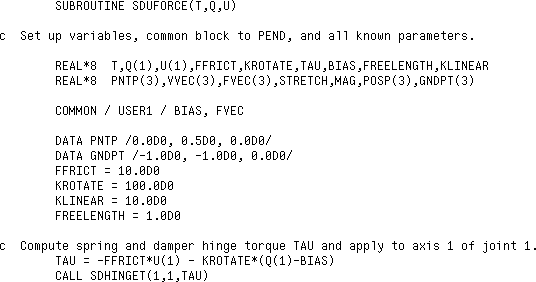 SUBROUTINE SDUFORCE(T,Q,U)
c  Set up variables, common block to PEND, and all known parameters.
REAL*8  T,Q(1),U(1),FFRICT,KROTATE,TAU,BIAS,FREELENGTH,KLINEAR
REAL*8  PNTP(3),VVEC(3),FVEC(3),STRETCH,MAG,POSP(3),GNDPT(3)
COMMON / USER1 / BIAS, FVEC
DATA PNTP /0.0D0, 0.5D0, 0.0D0/
DATA GNDPT /-1.0D0, -1.0D0, 0.0D0/
FFRICT = 10.0D0
KROTATE = 100.0D0
KLINEAR = 10.0D0
FREELENGTH = 1.0D0
c  Compute spring and damper hinge torque TAU and apply to axis 1 of joint 1.
TAU = -FFRICT*U(1) - KROTATE*(Q(1)-BIAS)
CALL SDHINGET(1,1,TAU)